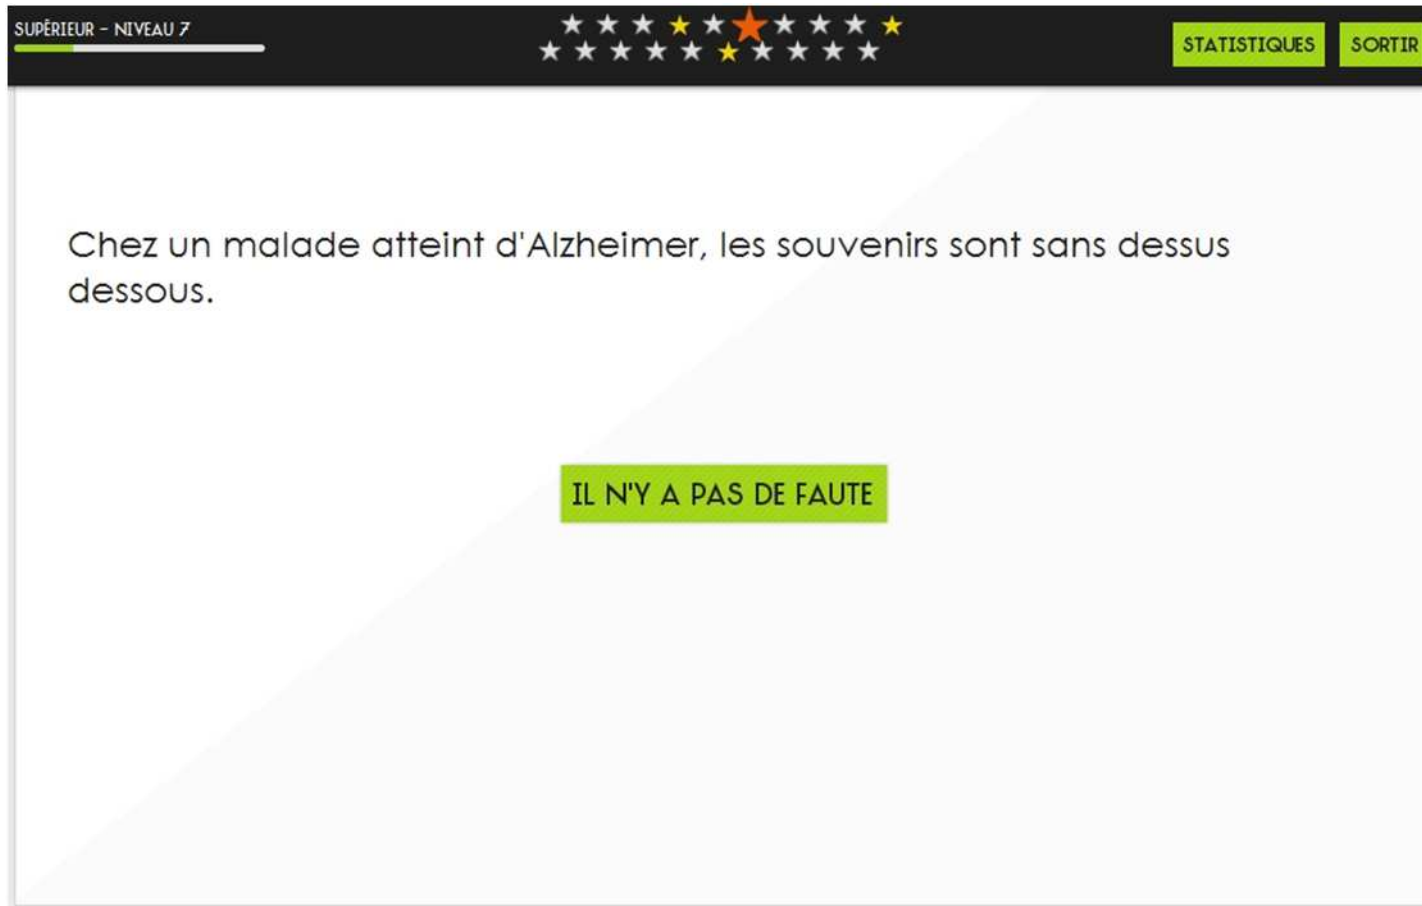 SUPÉRIEUR - NIVEAU 7
STATISTIQUES
SORTIR
Chez un malade atteint d'Alzheimer, les souvenirs sont sans dessus
dessous.
IL N'Y A PAS DE FAUTE